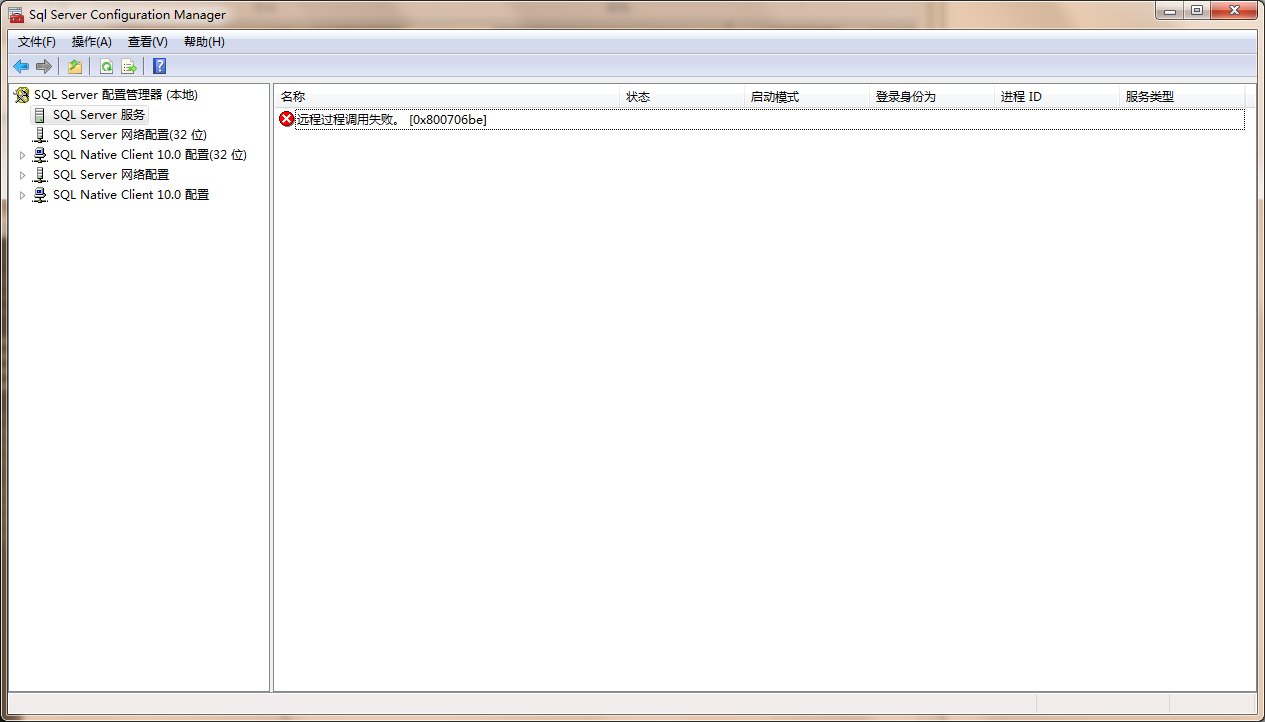 Sql Server Configuration Manager
文件(F) 操作(A) 查看(V) 帮助(H)
SQL Server 配置管理器 (本地)
SQL Server 服务
SQL Server 网络配置(32 位)
SQL Native Client 10.0 配置(32 位)
SQL Server 网络配置
SQL Native Client 10.0 配置
名称 状态 启动模式 登录身份为 进程 ID 服务类型
远程过程调用失败。 [0x800706be]